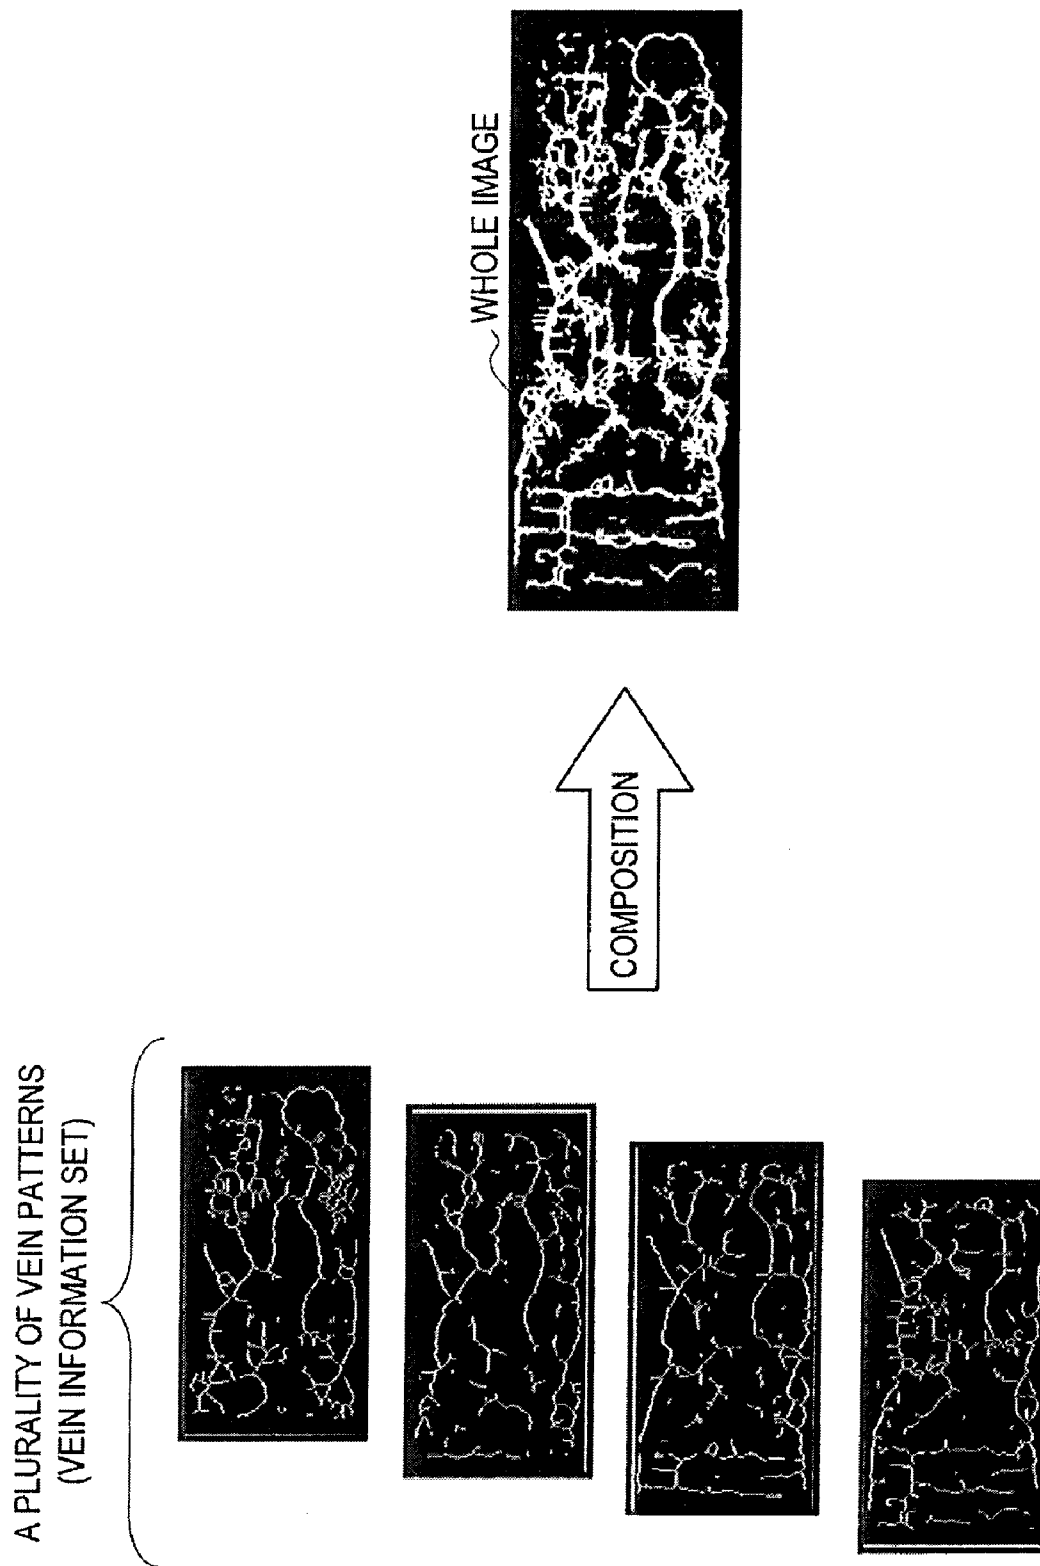 A PLURALITY OF VEIN PATTERNS
(VEIN INFORMATION SET)
COMPOSITION
WHOLE IMAGE